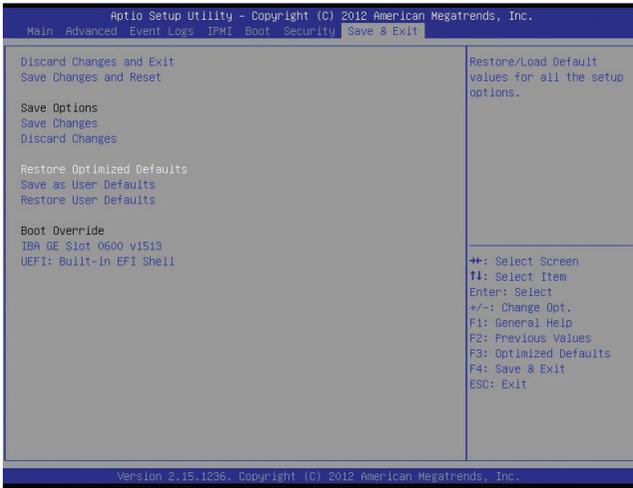 Aptio Setup Utility – Copyright (C) 2012 American Megatrends, Inc.
Main Advanced Event Logs IPMI Boot Security Save & Exit
Discard Changes and Exit
Save Changes and Reset
Save Options
Save Changes
Discard Changes
Restore Optimized Defaults
Save as User Defaults
Restore User Defaults
Boot Override
IBA GE Slot 0600 v1513
UEFI: Built-in EFI Shell
Restore/Load Default
values for all the setup
options.
→←: Select Screen
↑↓: Select Item
Enter: Select
+/-: Change Opt.
F1: General Help
F2: Previous Values
F3: Optimized Defaults
F4: Save & Exit
ESC: Exit
Version 2.15.1236. Copyright (C) 2012 American Megatrends, Inc.